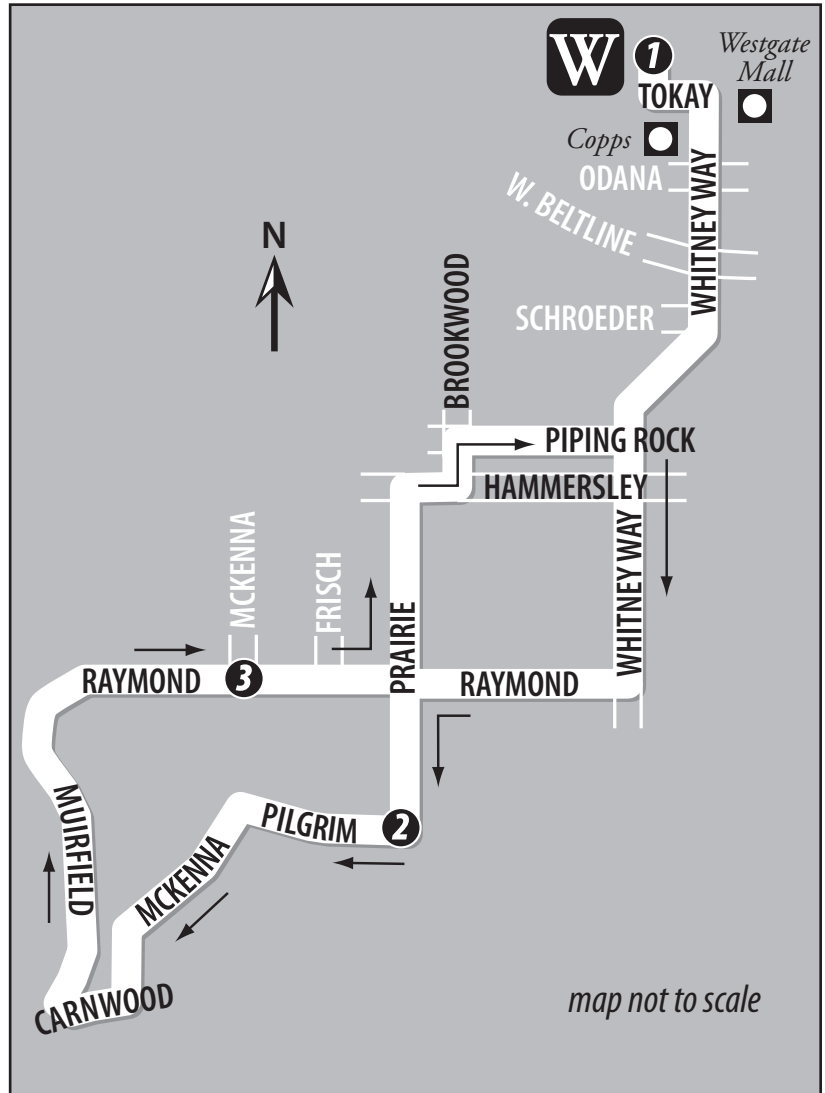 W
1
Westgate
Mall
TOKAY
Copps
ODANA
W. BELTLINE
WHITNEY WAY
N
SCHROEDER
BROOKWOOD
PIPING ROCK
HAMMERSLEY
MCKENNA
FRISCH
WHITNEY WAY
PRAIRIE
RAYMOND
3
RAYMOND
MUIRFIELD
PILGRIM
2
MCKENNA
CARNWOOD
map not to scale